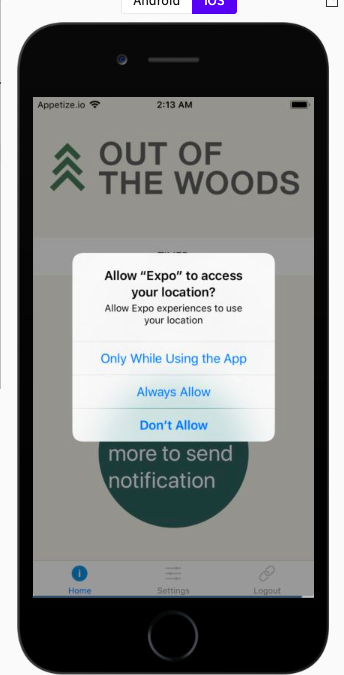 Android
iOS
Appetize.io
2:13 AM
OUT OF
THE WOODS
Allow “Expo” to access
your location?
Allow Expo experiences to use
your location
Only While Using the App
Always Allow
Don’t Allow
more to send
notification
Home
Settings
Logout